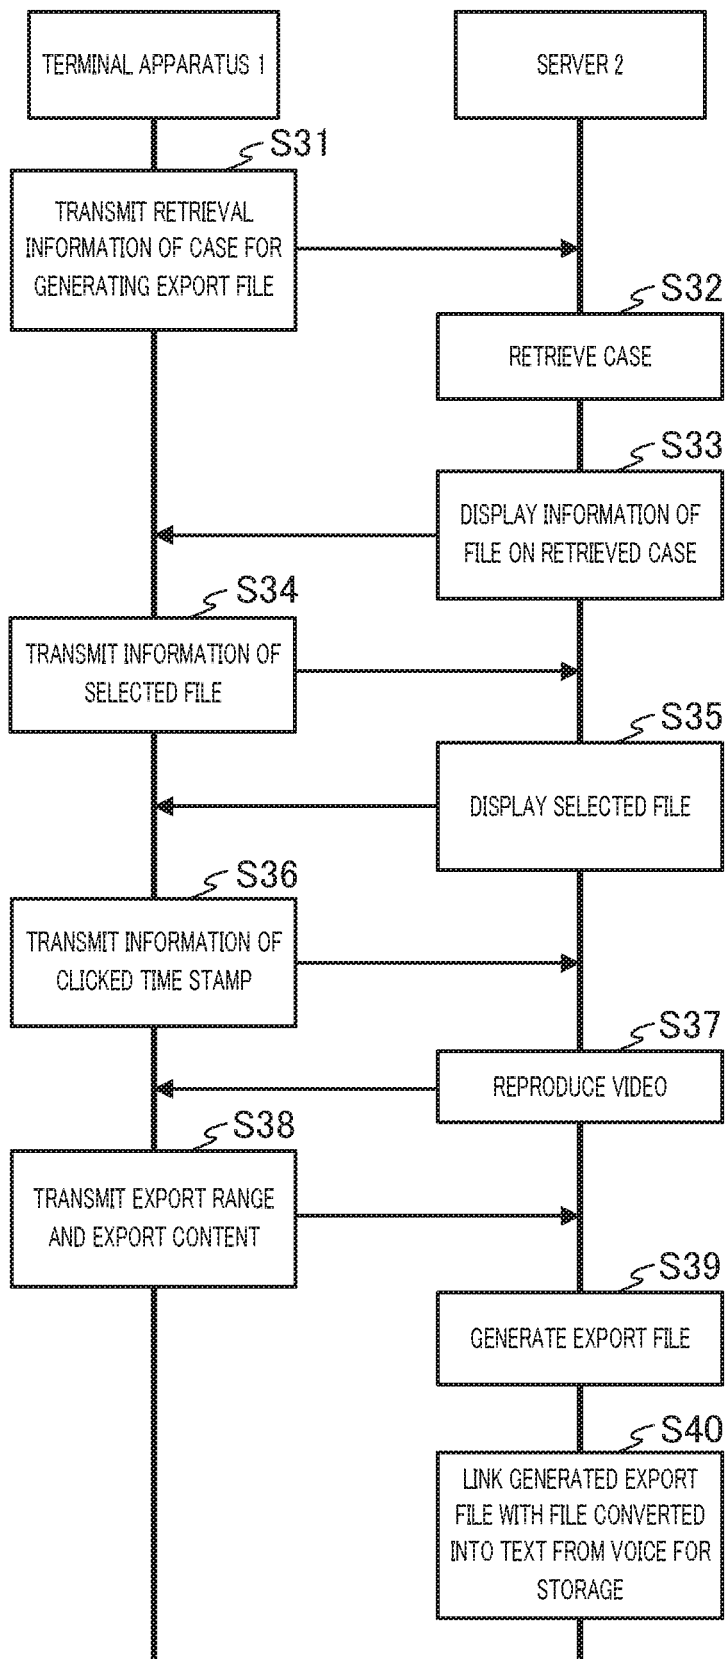 TERMINAL APPARATUS 1
SERVER 2
S31
TRANSMIT RETRIEVAL
INFORMATION OF CASE FOR
GENERATING EXPORT FILE
S32
RETRIEVE CASE
S33
DISPLAY INFORMATION OF
FILE ON RETRIEVED CASE
S34
TRANSMIT INFORMATION OF
SELECTED FILE
S35
DISPLAY SELECTED FILE
S36
TRANSMIT INFORMATION OF
CLICKED TIME STAMP
S37
REPRODUCE VIDEO
S38
TRANSMIT EXPORT RANGE
AND EXPORT CONTENT
S39
GENERATE EXPORT FILE
S40
LINK GENERATED EXPORT
FILE WITH FILE CONVERTED
INTO TEXT FROM VOICE FOR
STORAGE